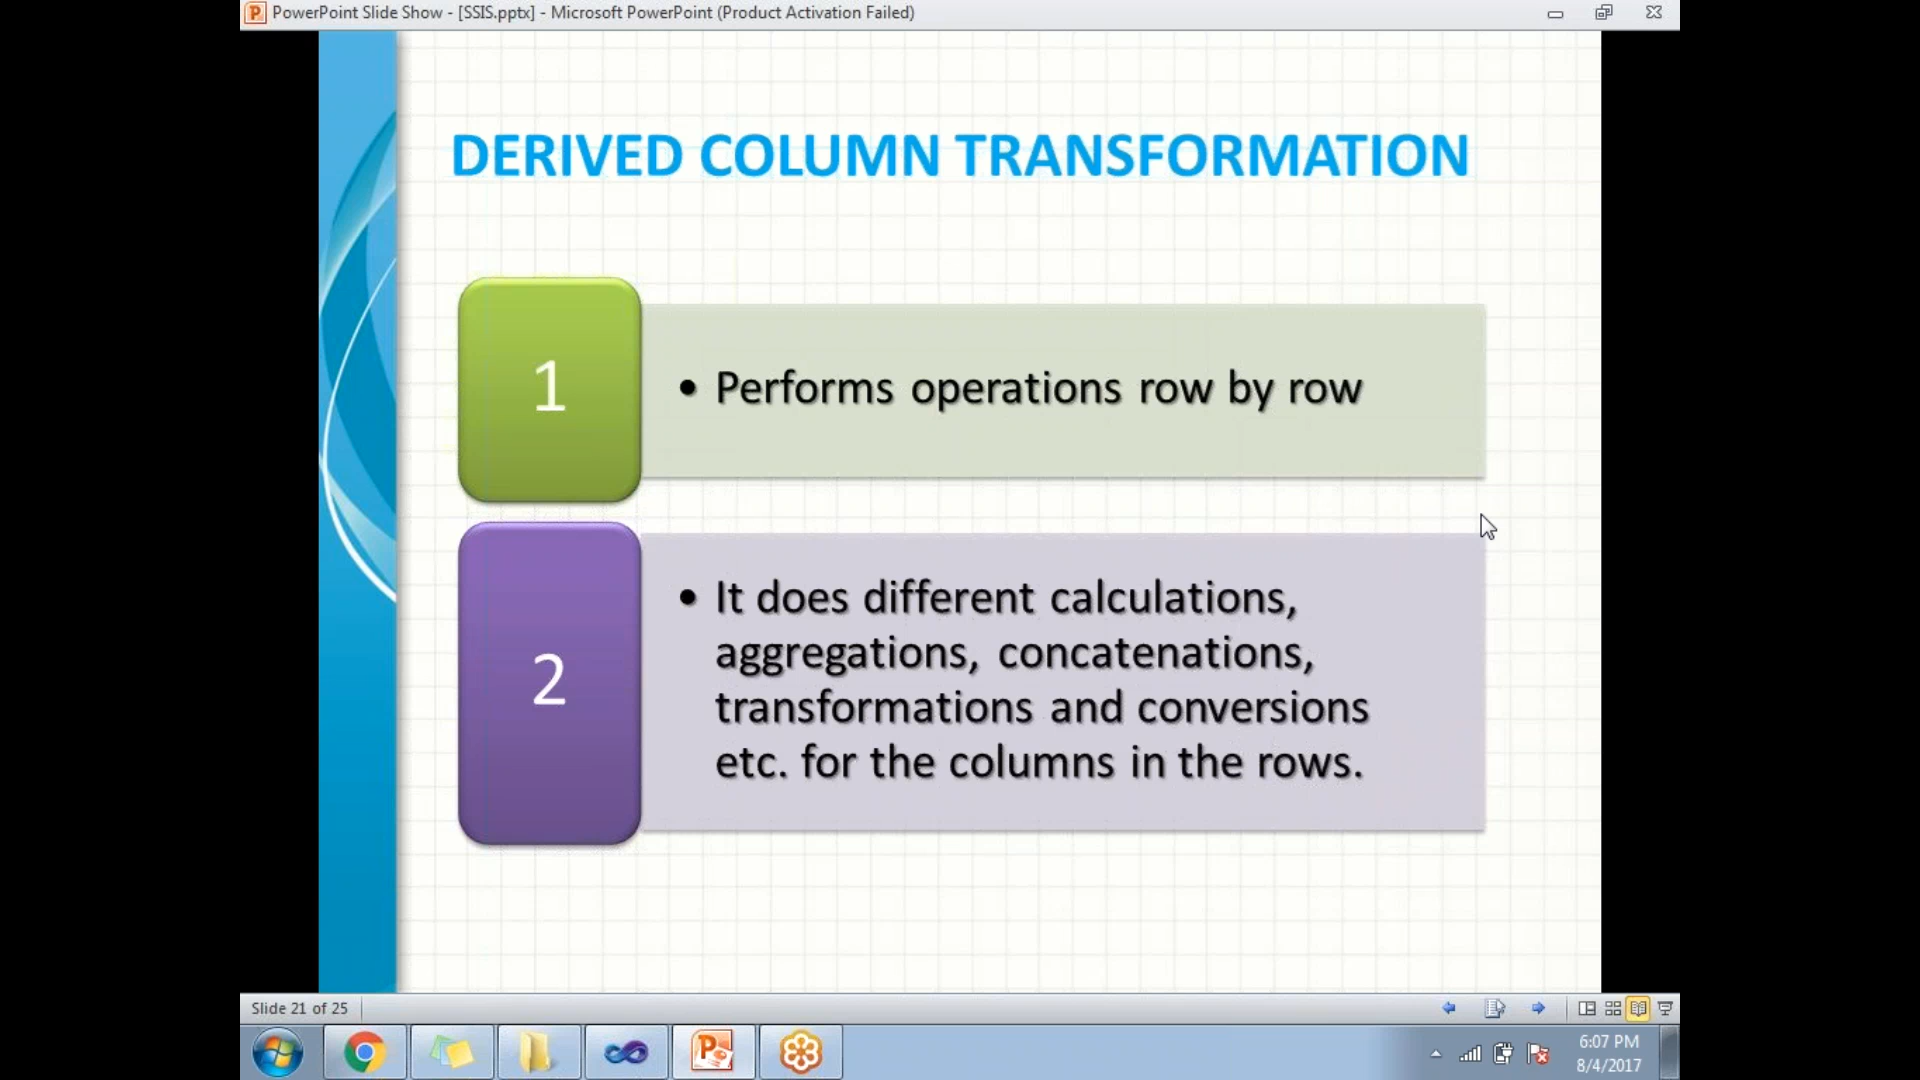 PowerPoint Slide Show - [SSIS.pptx] - Microsoft PowerPoint (Product Activation Failed)
DERIVED COLUMN TRANSFORMATION
1
• Performs operations row by row
2
• It does different calculations,
aggregations, concatenations,
transformations and conversions
etc. for the columns in the rows.
Slide 21 of 25
6:07 PM
8/4/2017